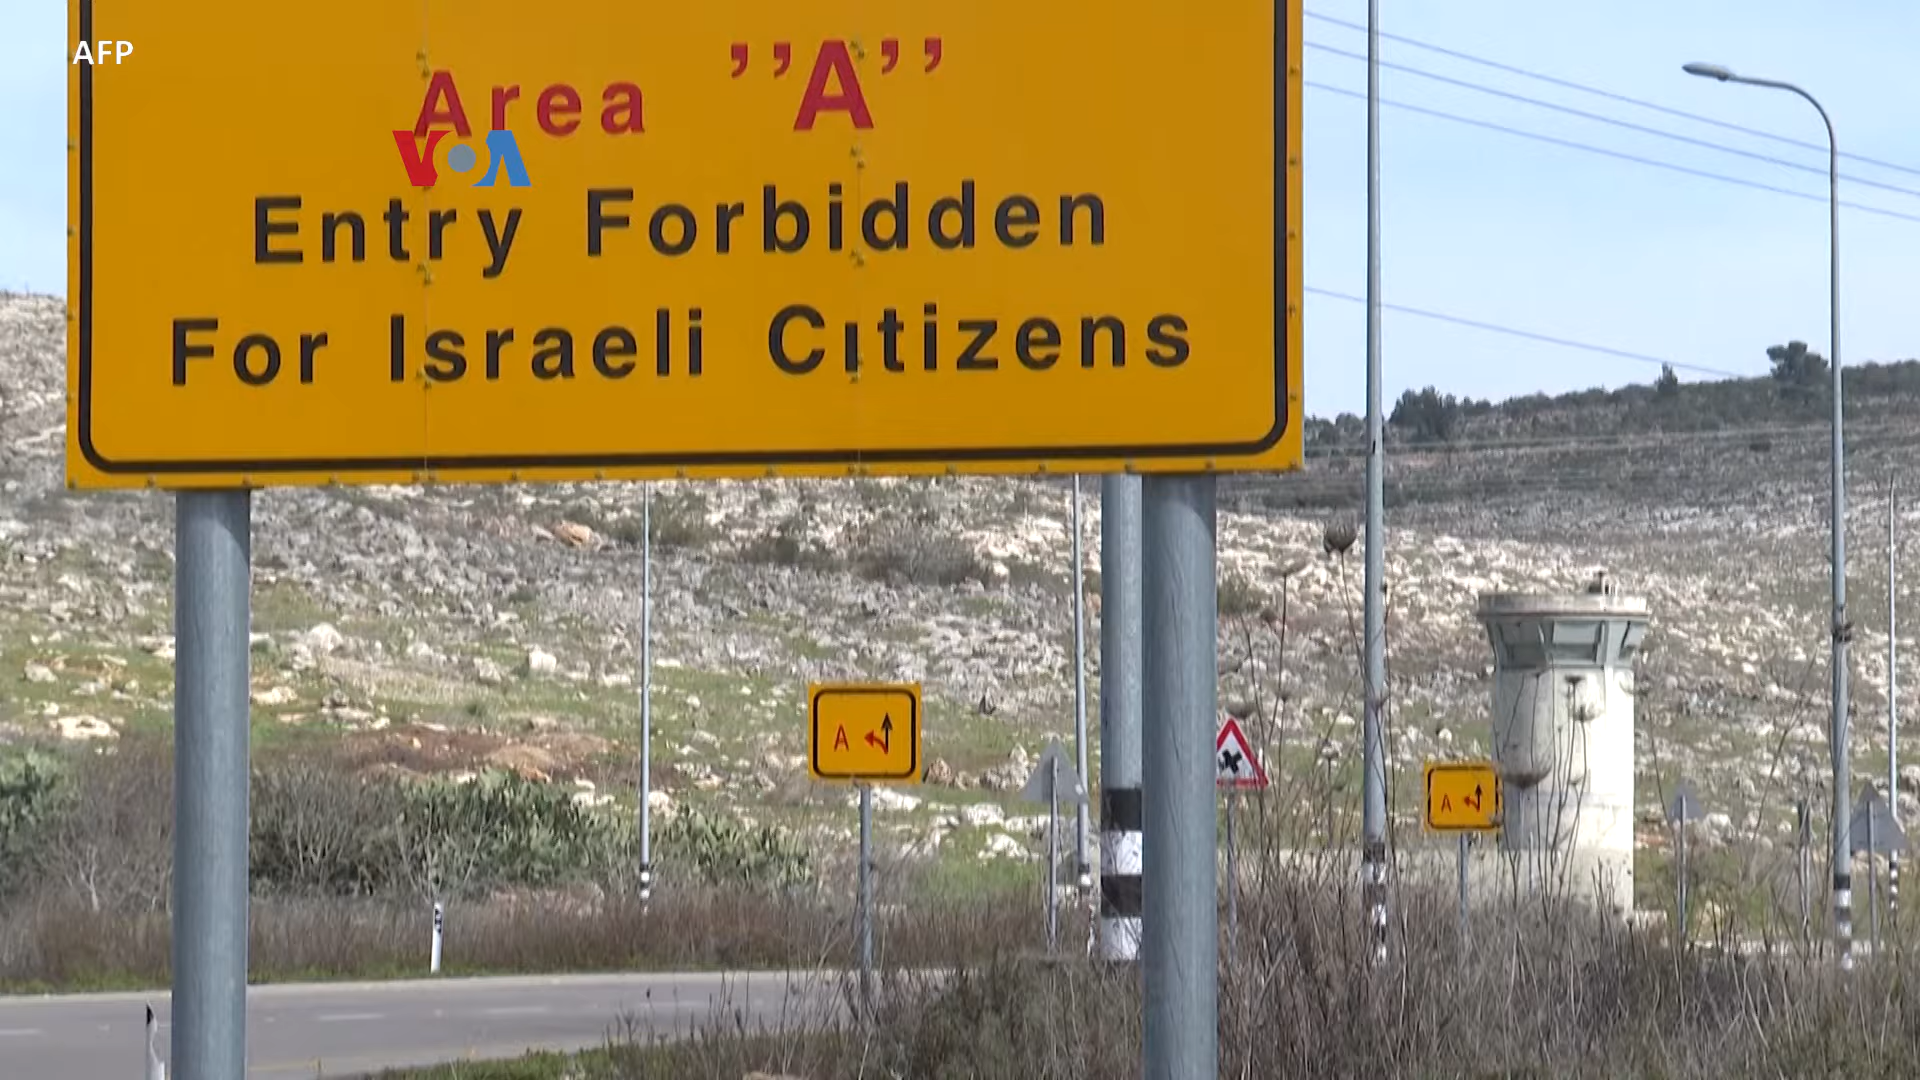 AFP
Area ’’A’’
VOA
Entry Forbidden
For Israeli Citizens
A
A